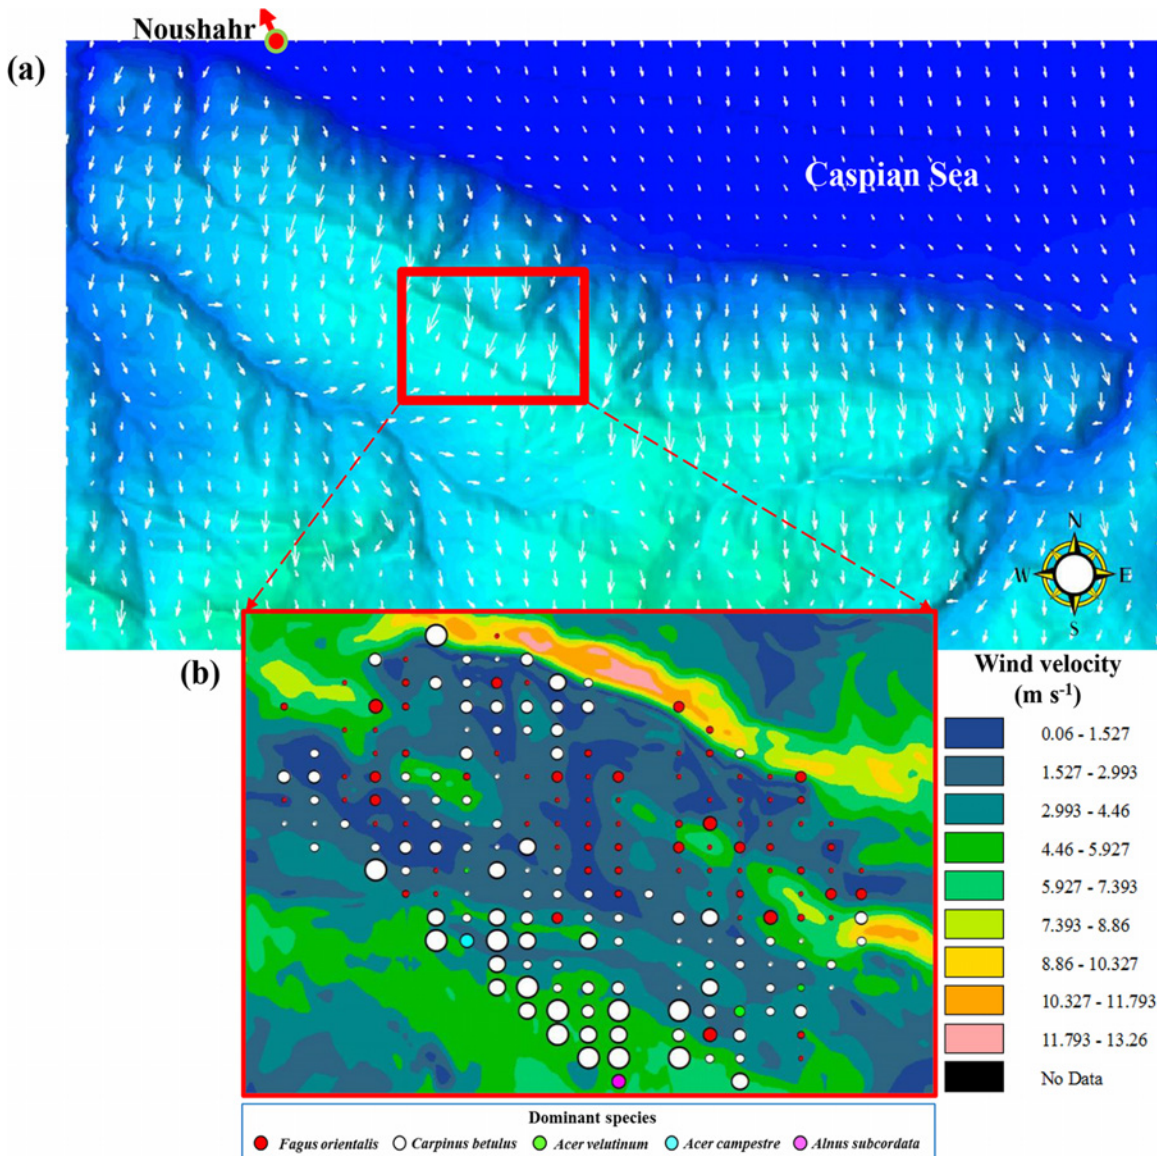 Noushahr
(a)
Caspian Sea
N
W E
S
(b)
Wind velocity
(m s⁻¹)
0.06 - 1.527
1.527 - 2.993
2.993 - 4.46
4.46 - 5.927
5.927 - 7.393
7.393 - 8.86
8.86 - 10.327
10.327 - 11.793
11.793 - 13.26
No Data
Dominant species
Fagus orientalis Carpinus betulus Acer velutinum Acer campestre Alnus subcordata